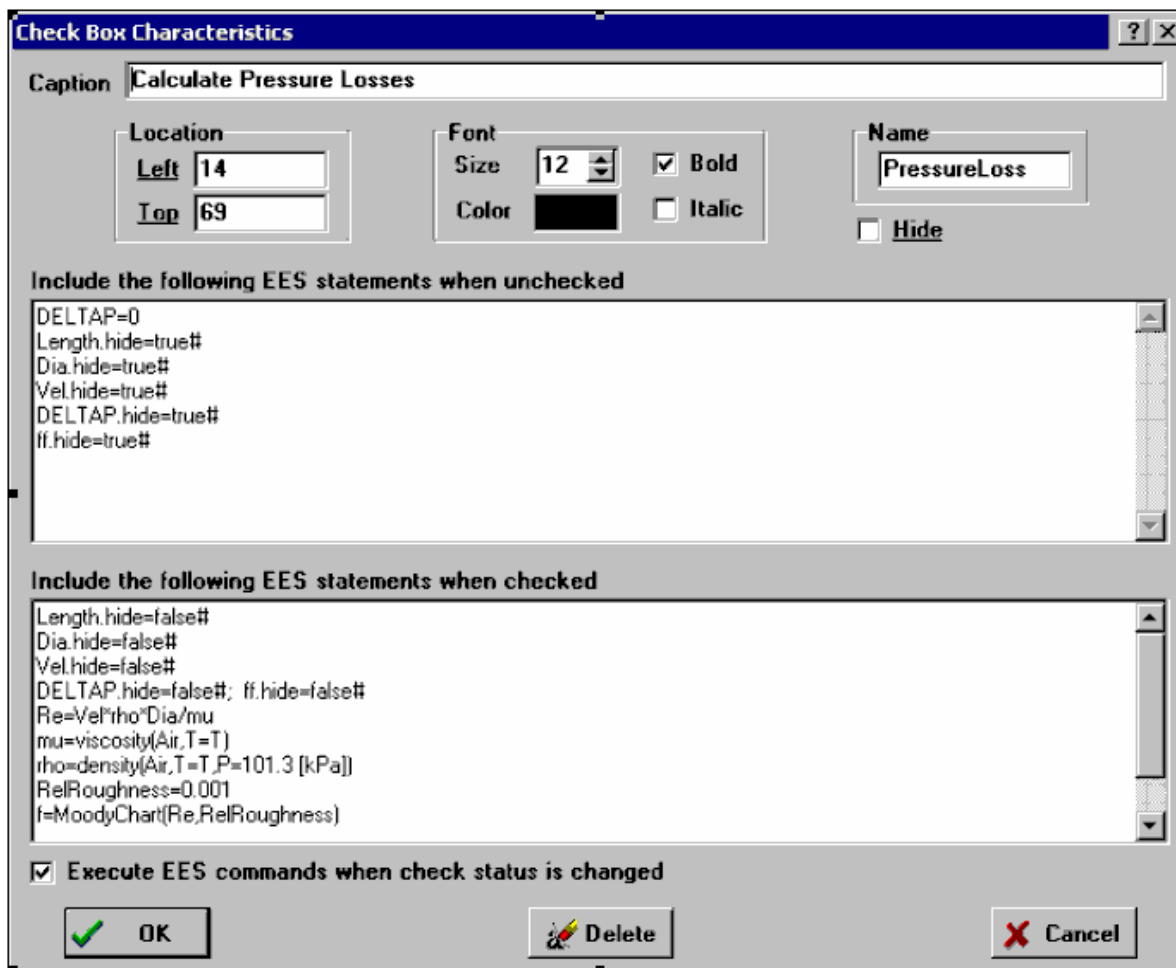 Check Box Characteristics
? X
Caption Calculate Pressure Losses
Location Font Name
Left 14 Size 12 Bold PressureLoss
Top 69 Color Italic
Hide
Include the following EES statements when unchecked
DELTAP=0
Length.hide=true#
Dia.hide=true#
Vel.hide=true#
DELTAP.hide=true#
ff.hide=true#
Include the following EES statements when checked
Length.hide=false#
Dia.hide=false#
Vel.hide=false#
DELTAP.hide=false#; ff.hide=false#
Re=Vel*rho*Dia/mu
mu=viscosity(Air,T=T)
rho=density(Air,T=T,P=101.3 [kPa])
RelRoughness=0.001
f=MoodyChart(Re,RelRoughness)
Execute EES commands when check status is changed
OK Delete Cancel